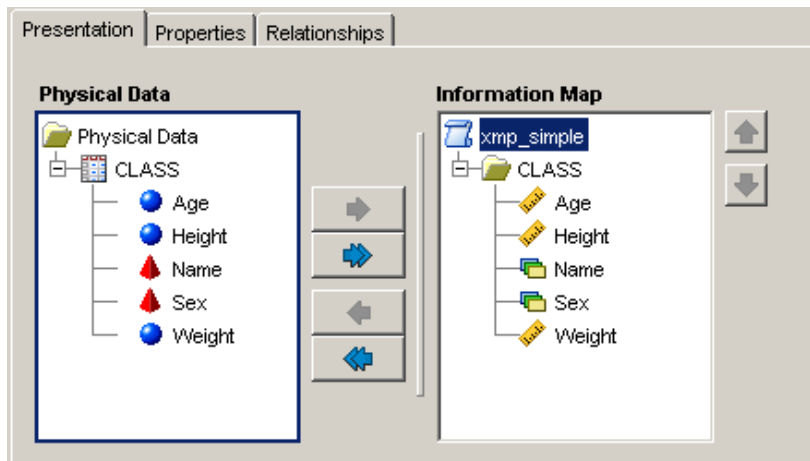 Presentation Properties Relationships
Physical Data
Physical Data
CLASS
Age
Height
Name
Sex
Weight
Information Map
xmp_simple
CLASS
Age
Height
Name
Sex
Weight